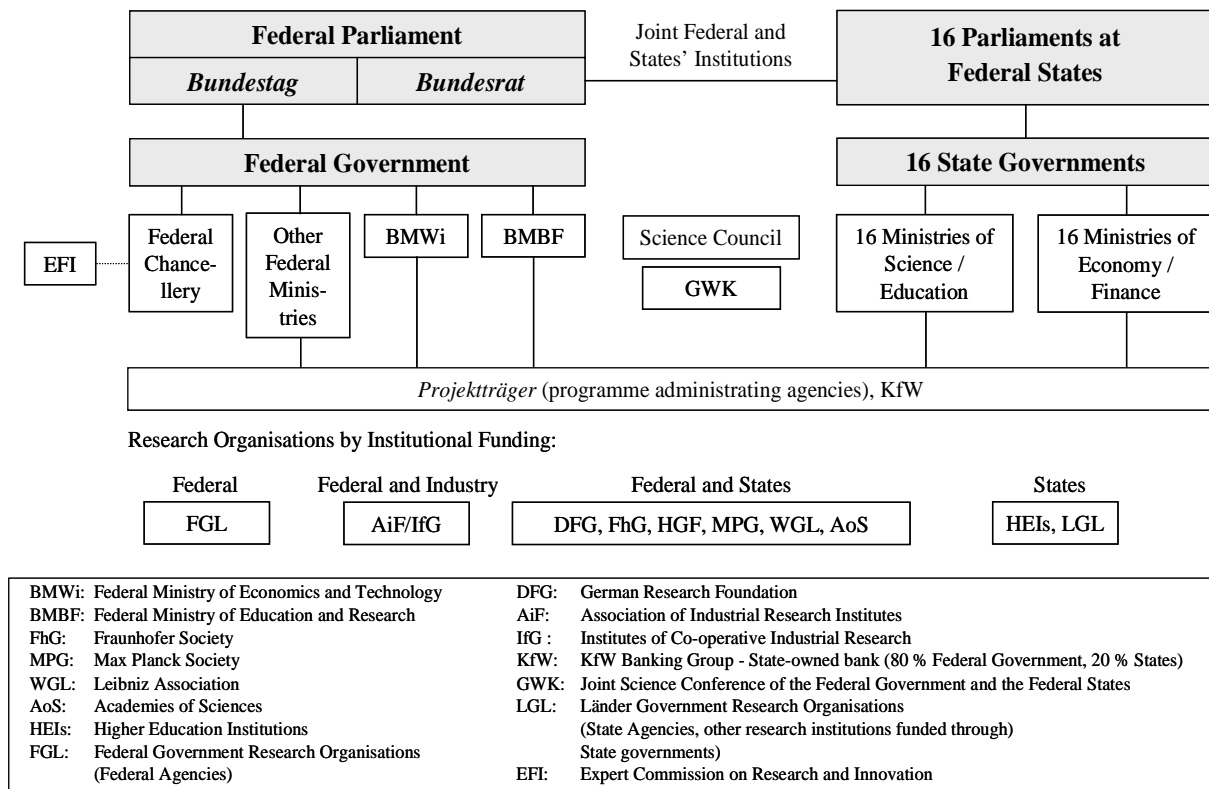 Federal Parliament
Bundestag
Bundesrat
Joint Federal and
States' Institutions
16 Parliaments at
Federal States
Federal Government
16 State Governments
EFI
Federal
Chance-
llery
Other
Federal
Minis-
tries
BMWi
BMBF
Science Council
GWK
16 Ministries of
Science /
Education
16 Ministries of
Economy /
Finance
Projektträger (programme administrating agencies), KfW
Research Organisations by Institutional Funding:
Federal
FGL
Federal and Industry
AiF/IfG
Federal and States
DFG, FhG, HGF, MPG, WGL, AoS
States
HEIs, LGL
BMWi: Federal Ministry of Economics and Technology
BMBF: Federal Ministry of Education and Research
FhG: Fraunhofer Society
MPG: Max Planck Society
WGL: Leibniz Association
AoS: Academies of Sciences
HEIs: Higher Education Institutions
FGL: Federal Government Research Organisations
(Federal Agencies)
DFG: German Research Foundation
AiF: Association of Industrial Research Institutes
IfG : Institutes of Co-operative Industrial Research
KfW: KfW Banking Group - State-owned bank (80 % Federal Government, 20 % States)
GWK: Joint Science Conference of the Federal Government and the Federal States
LGL: Länder Government Research Organisations
(State Agencies, other research institutions funded through)
State governments)
EFI: Expert Commission on Research and Innovation